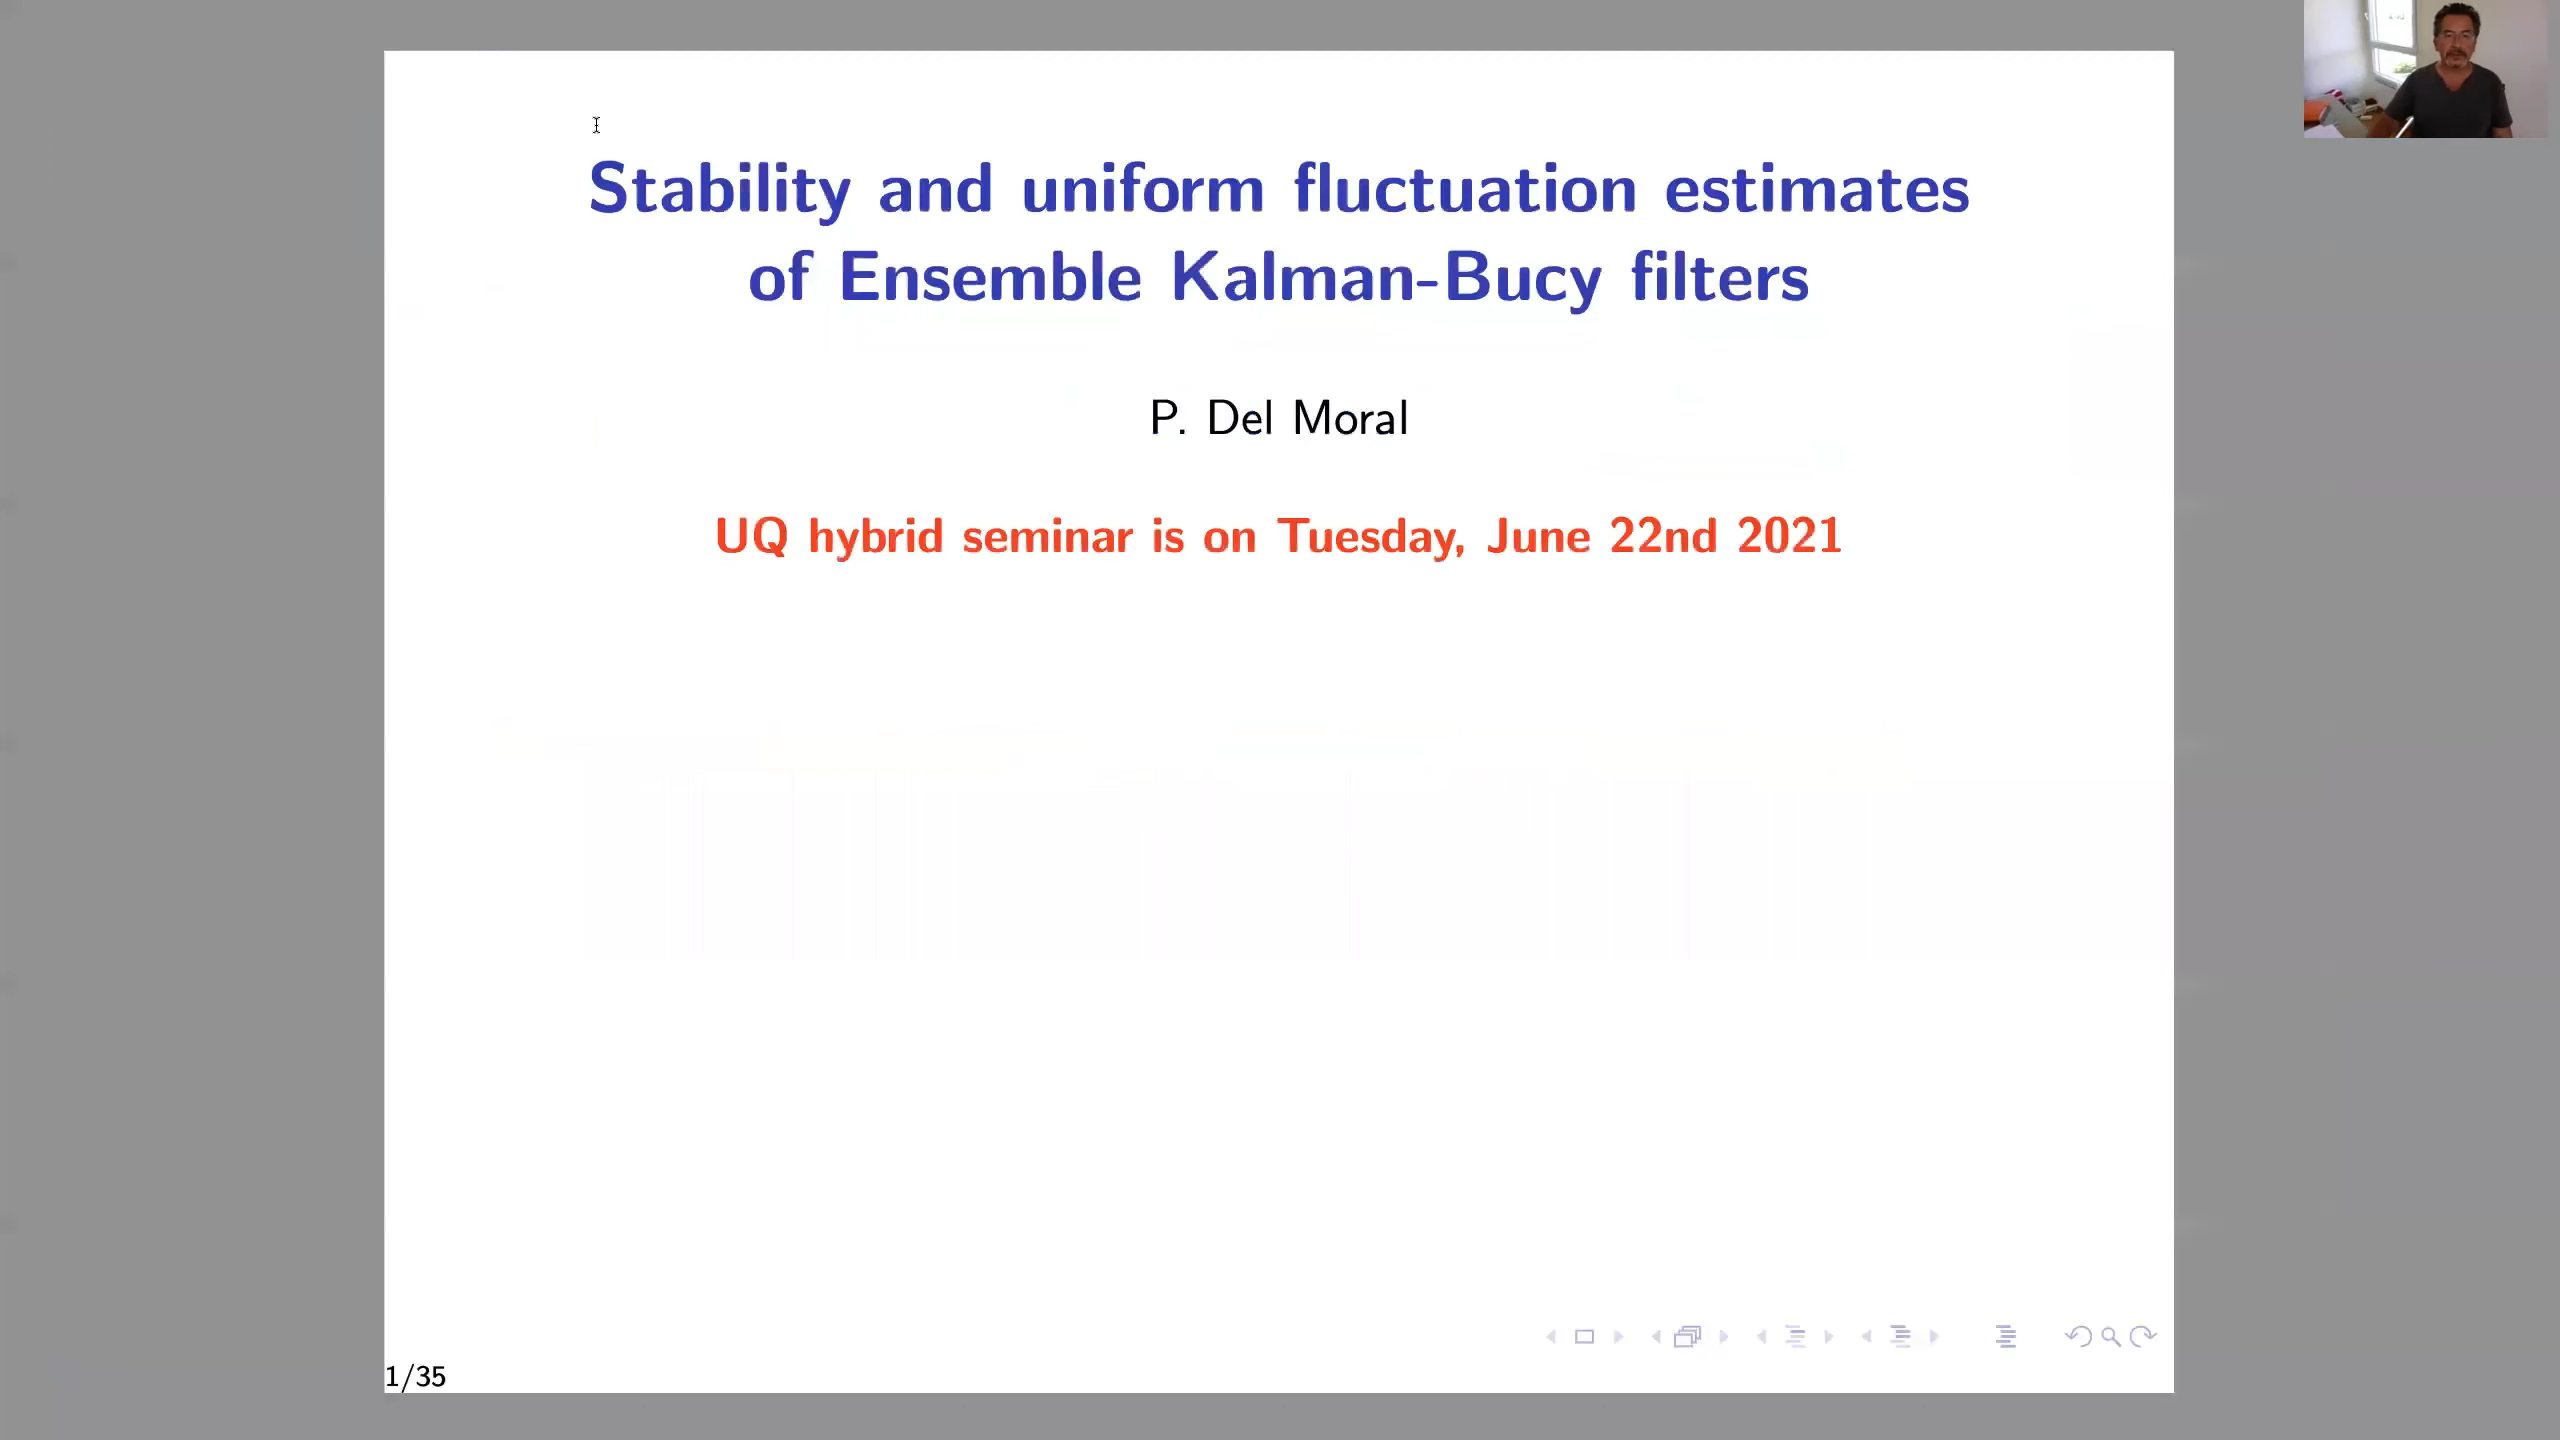 Stability and uniform fluctuation estimates
of Ensemble Kalman-Bucy filters
P. Del Moral
UQ hybrid seminar is on Tuesday, June 22nd 2021
1/35